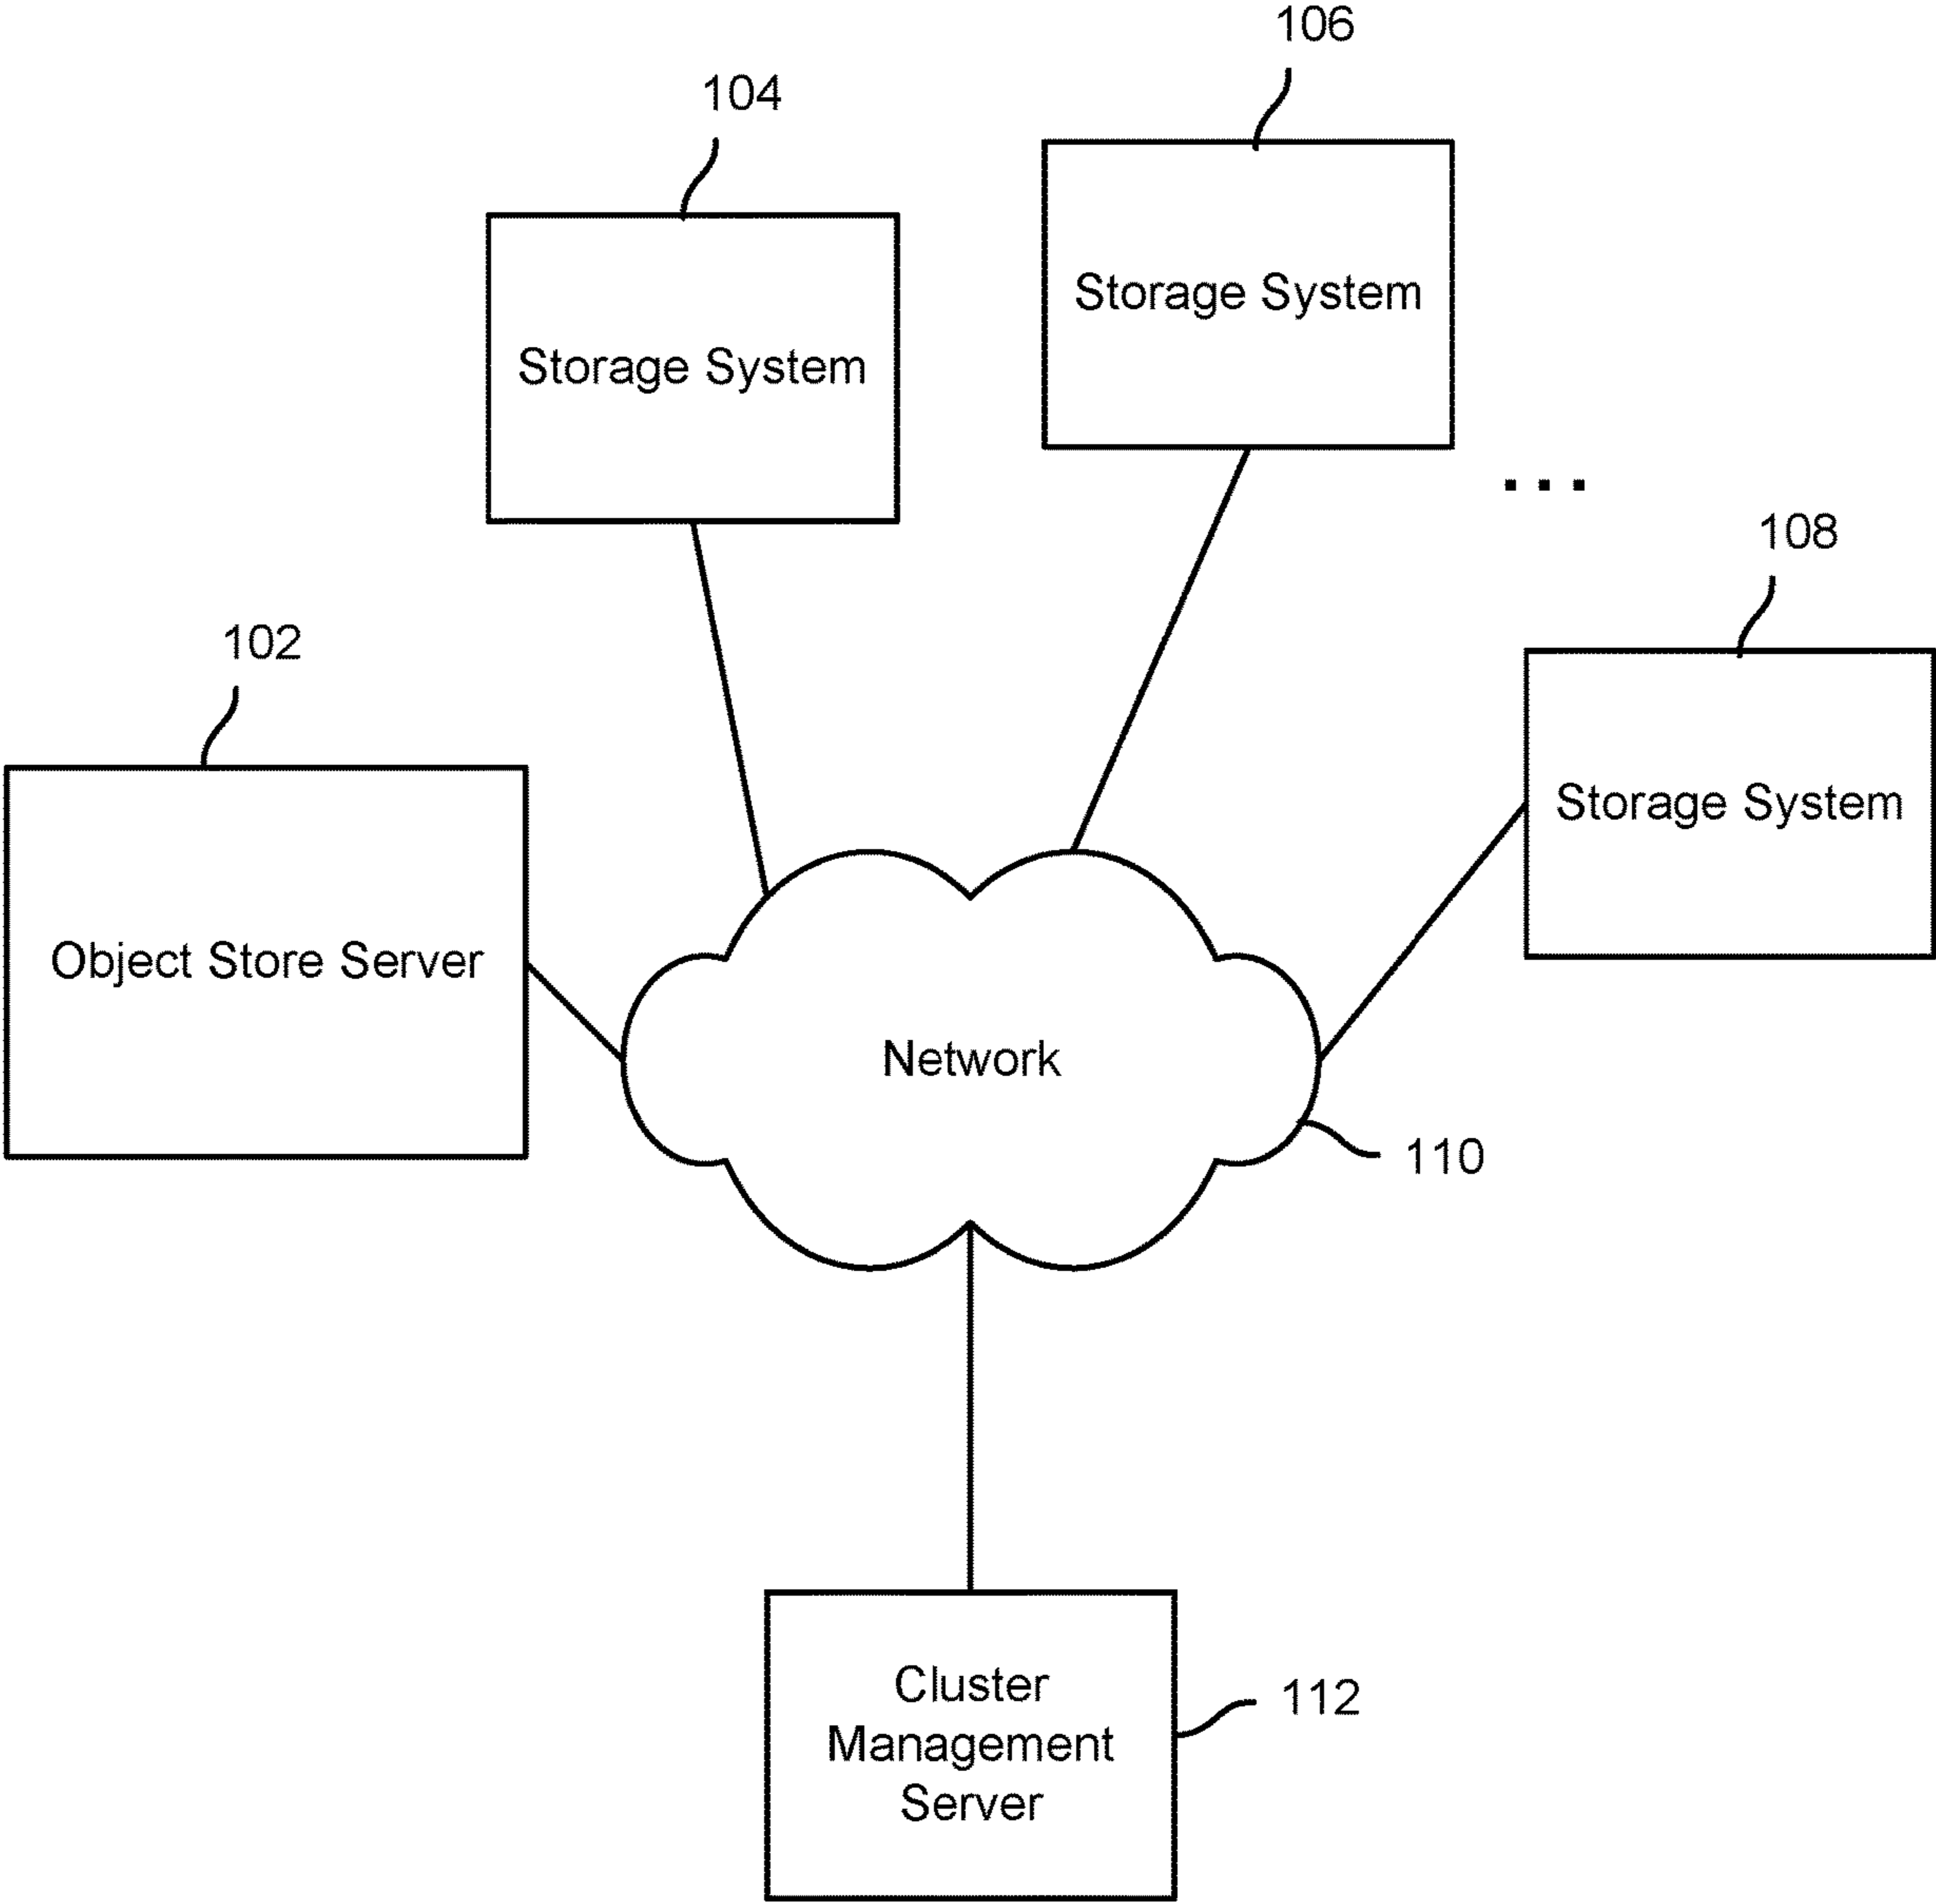 106
104
Storage System
Storage System
...
108
102
Storage System
Object Store Server
Network
110
Cluster
Management
Server
112